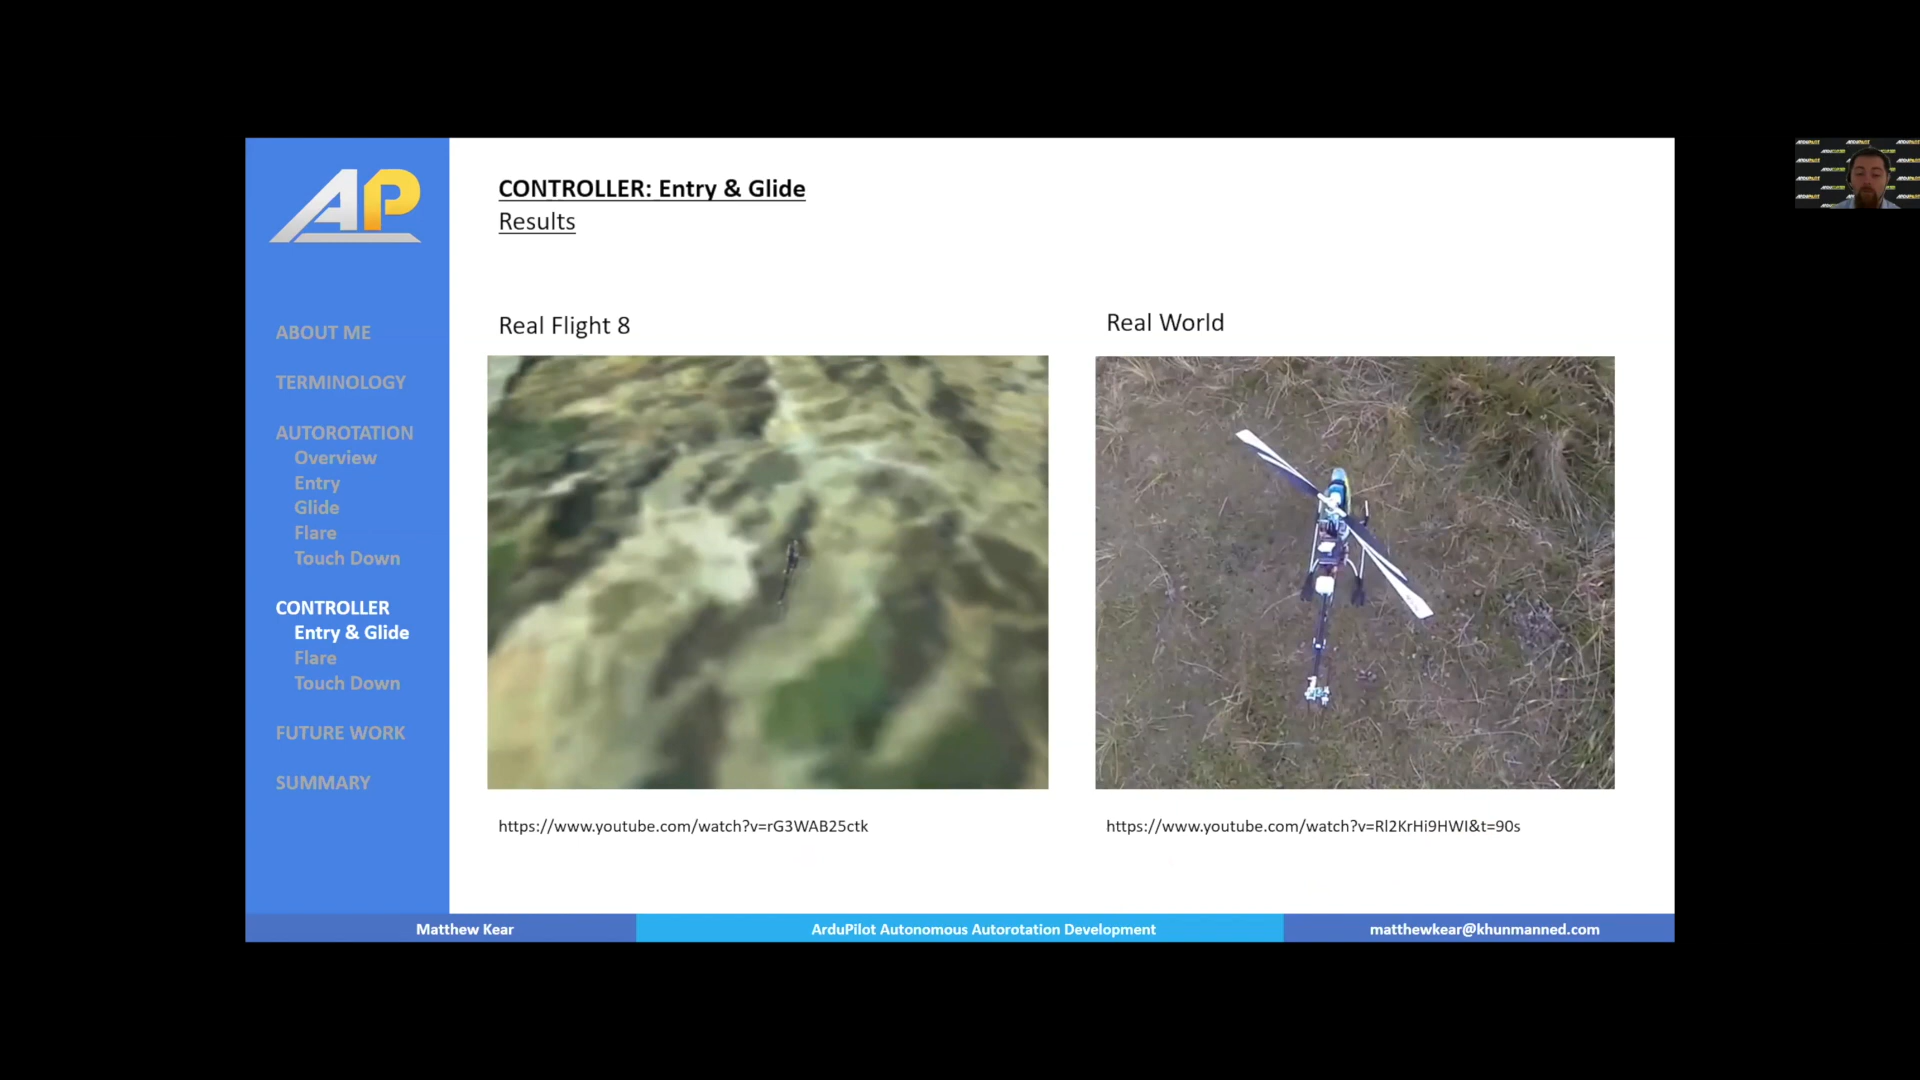 AP
ABOUT ME
TERMINOLOGY
AUTOROTATION
Overview
Entry
Glide
Flare
Touch Down
CONTROLLER
Entry & Glide
Flare
Touch Down
FUTURE WORK
SUMMARY
CONTROLLER: Entry & Glide
Results
Real Flight 8
Real World
https://www.youtube.com/watch?v=rG3WAB25ctk
https://www.youtube.com/watch?v=Rl2KrHi9HWI&t=90s
Matthew Kear
ArduPilot Autonomous Autorotation Development
matthewkear@khunmanned.com